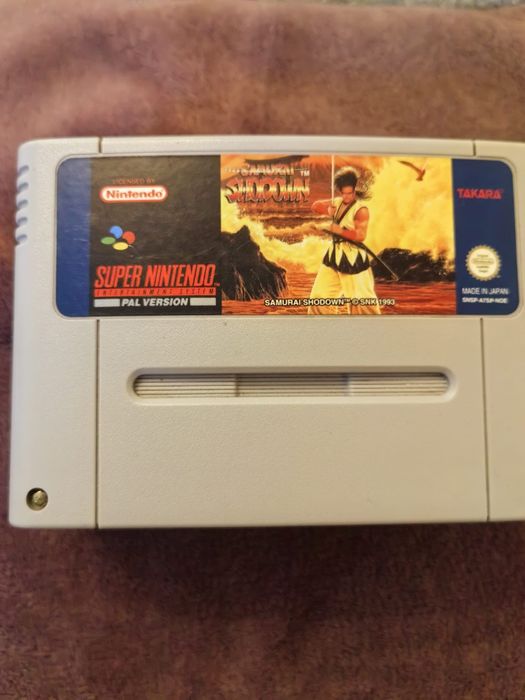 LICENSED BY
Nintendo
SUPER NINTENDO
ENTERTAINMENT SYSTEM
PAL VERSION
SAMURAI
SHODOWN™
SAMURAI SHODOWN™ © SNK 1993
TAKARA
MADE IN JAPAN
SNSP-A7SP-NOE